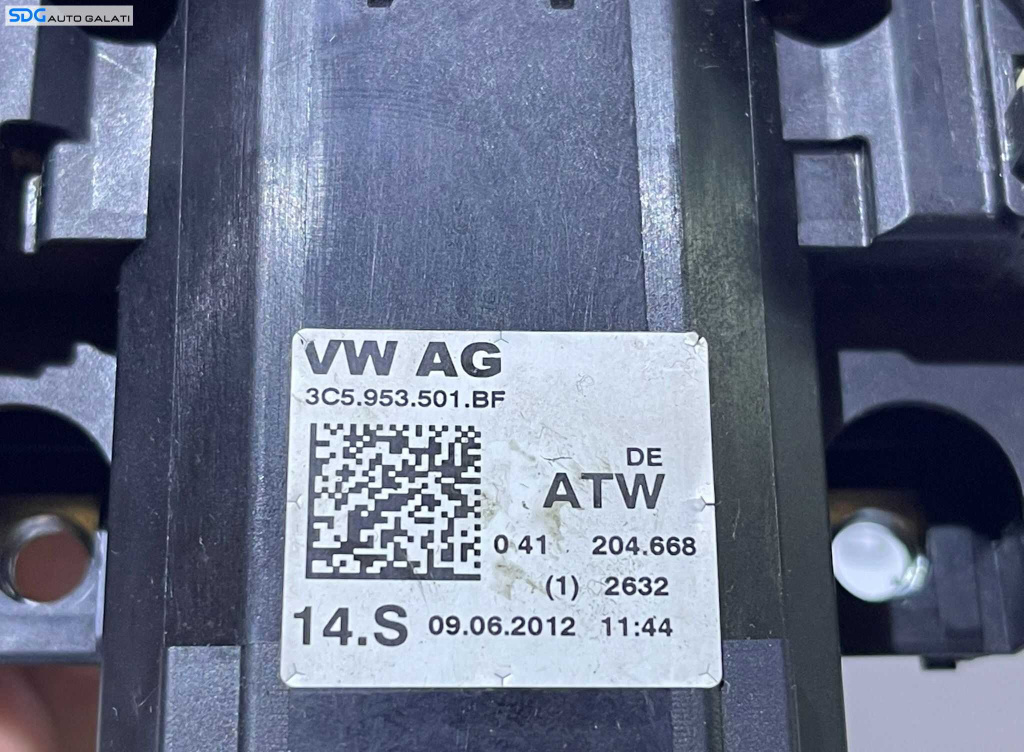 SDG AUTO GALATI
VW AG
3C5.953.501.BF
DE
ATW
0 41 204.668
(1) 2632
14.S 09.06.2012 11:44